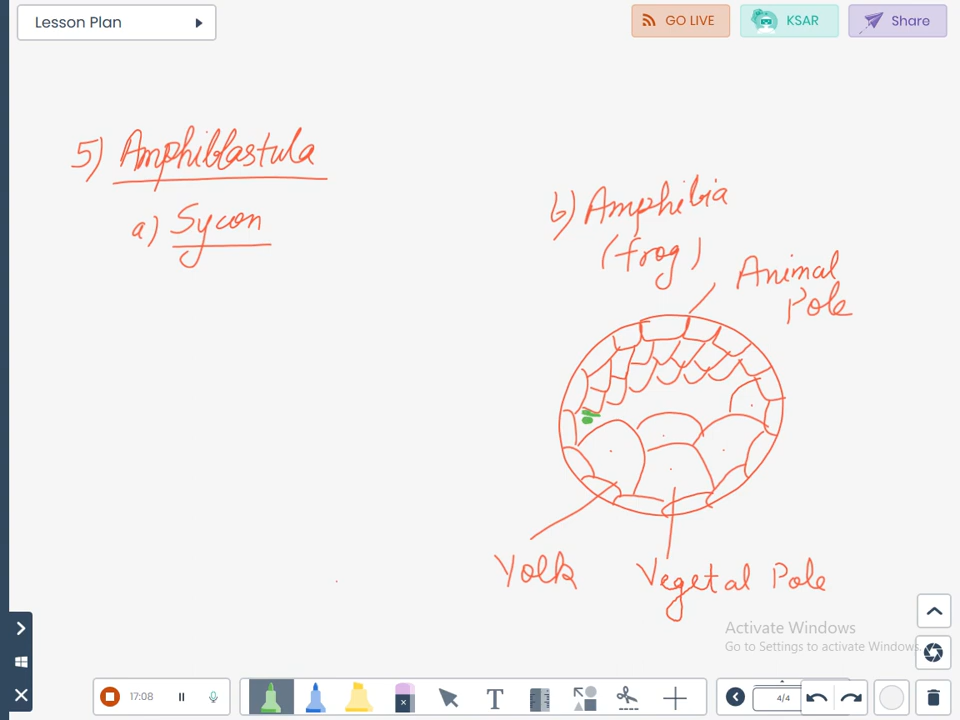 Lesson Plan
GO LIVE
KSAR
Share
5) Amphiblastula
a) Sycon
b) Amphibia
(frog)
Animal
Pole
Yolk
Vegetal Pole
Activate Windows
Go to Settings to activate Windows.
17:08
T
4/4